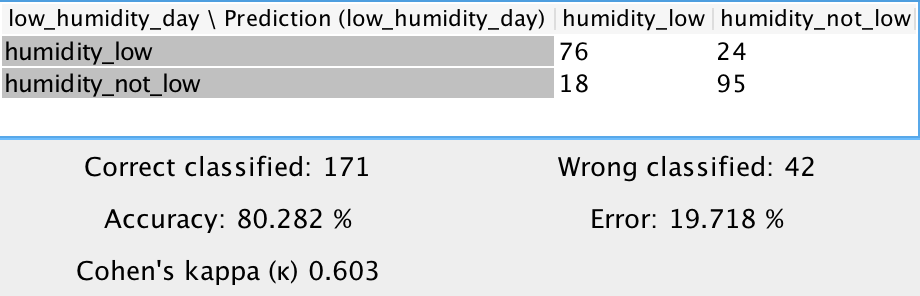 low_humidity_day \ Prediction (low_humidity_day) humidity_low humidity_not_low
humidity_low 76 24
humidity_not_low 18 95
Correct classified: 171 Wrong classified: 42
Accuracy: 80.282 % Error: 19.718 %
Cohen's kappa (κ) 0.603